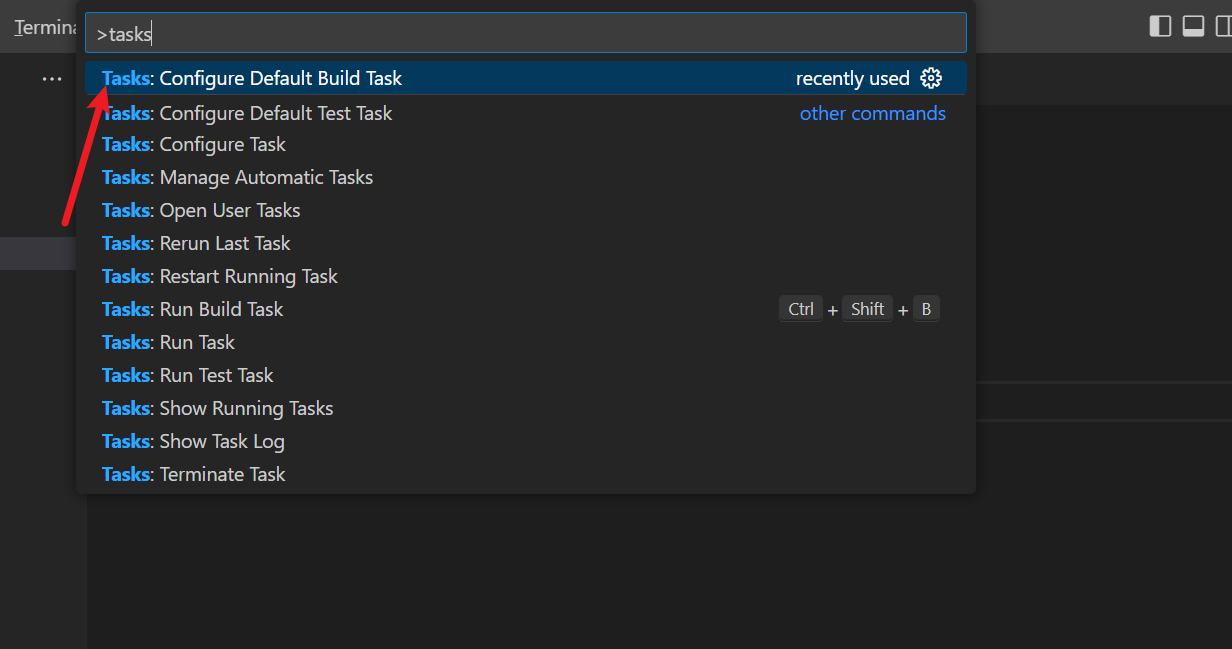 Termina
>tasks
Tasks: Configure Default Build Task recently used
Tasks: Configure Default Test Task other commands
Tasks: Configure Task
Tasks: Manage Automatic Tasks
Tasks: Open User Tasks
Tasks: Rerun Last Task
Tasks: Restart Running Task
Tasks: Run Build Task Ctrl + Shift + B
Tasks: Run Task
Tasks: Run Test Task
Tasks: Show Running Tasks
Tasks: Show Task Log
Tasks: Terminate Task